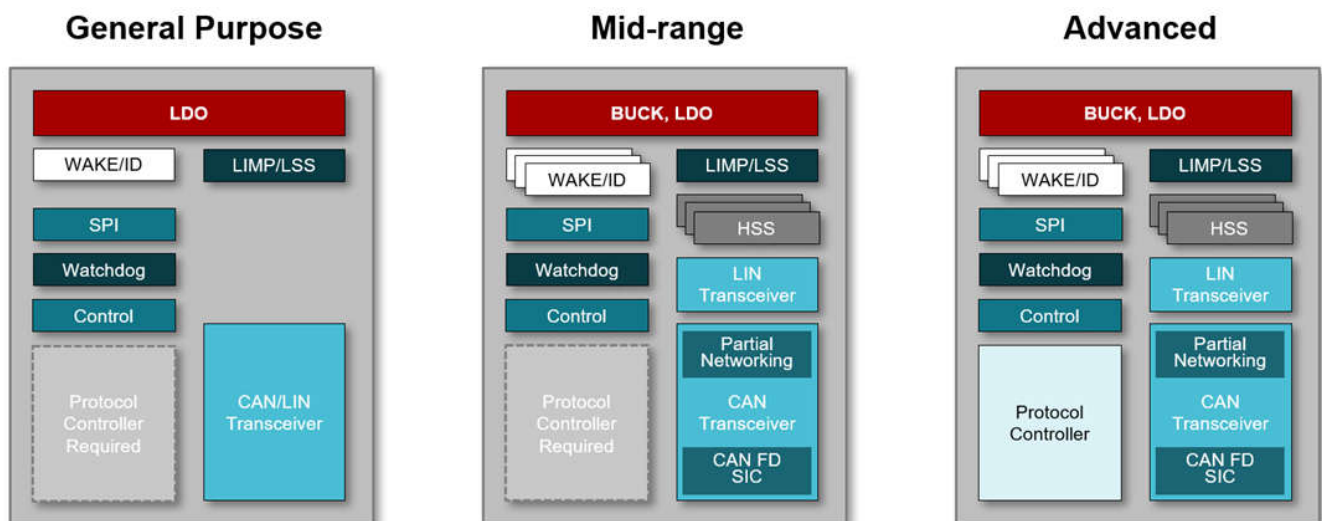 General Purpose
LDO
WAKE/ID
LIMP/LSS
SPI
Watchdog
Control
Protocol
Controller
Required
CAN/LIN
Transceiver
Mid-range
BUCK, LDO
WAKE/ID
LIMP/LSS
SPI
HSS
Watchdog
LIN
Transceiver
Control
Protocol
Controller
Required
Partial
Networking
CAN
Transceiver
CAN FD
SIC
Advanced
BUCK, LDO
WAKE/ID
LIMP/LSS
SPI
HSS
Watchdog
LIN
Transceiver
Control
Protocol
Controller
Partial
Networking
CAN
Transceiver
CAN FD
SIC